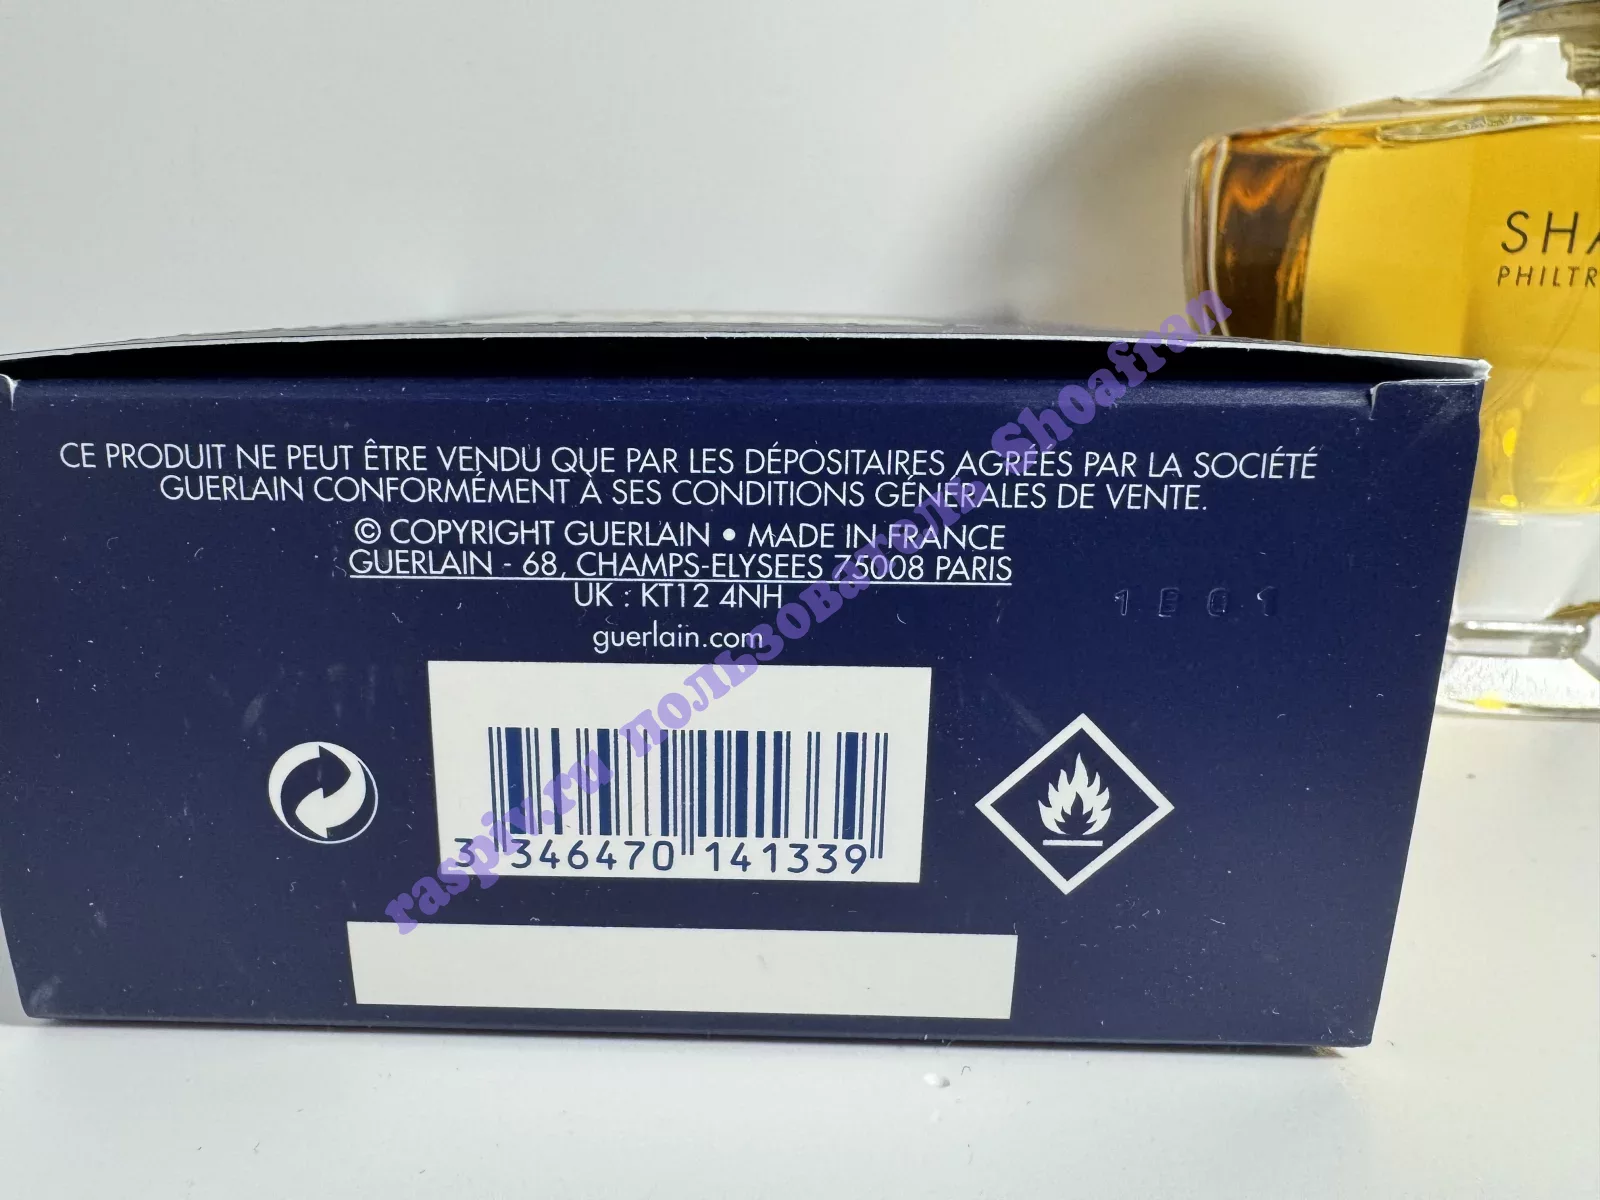 SHA
PHILTR
CE PRODUIT NE PEUT ÊTRE VENDU QUE PAR LES DÉPOSITAIRES AGRÉÉS PAR LA SOCIÉTÉ
GUERLAIN CONFORMÉMENT À SES CONDITIONS GÉNÉRALES DE VENTE.
© COPYRIGHT GUERLAIN • MADE IN FRANCE
GUERLAIN - 68, CHAMPS-ELYSEES 75008 PARIS
UK : KT12 4NH
guerlain.com
3 346470 141339
raspiv.ru пользователь Sh0afran